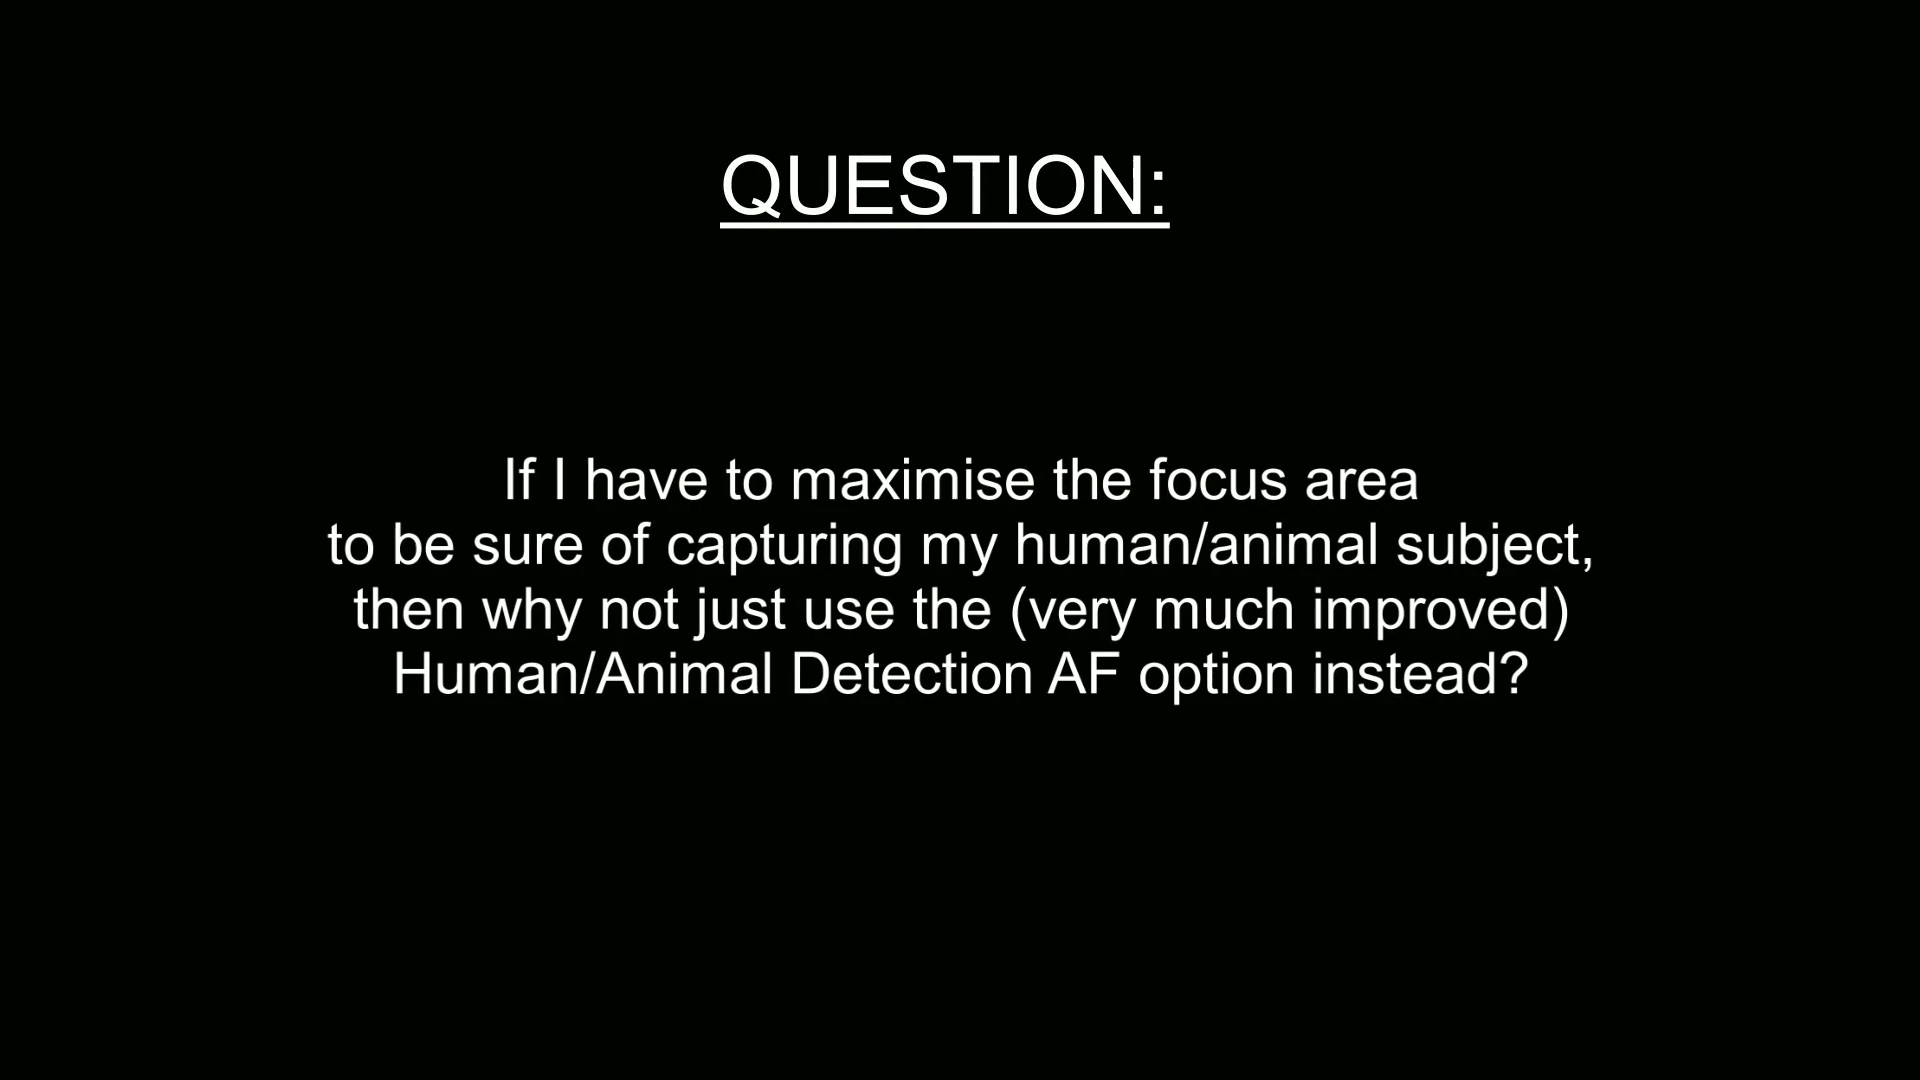 QUESTION:
If I have to maximise the focus area
to be sure of capturing my human/animal subject,
then why not just use the (very much improved)
Human/Animal Detection AF option instead?